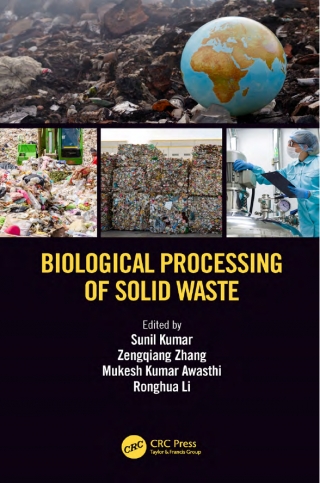 BIOLOGICAL PROCESSING
OF SOLID WASTE
Edited by
Sunil Kumar
Zengqiang Zhang
Mukesh Kumar Awasthi
Ronghua Li
CRC
CRC Press
Taylor & Francis Group